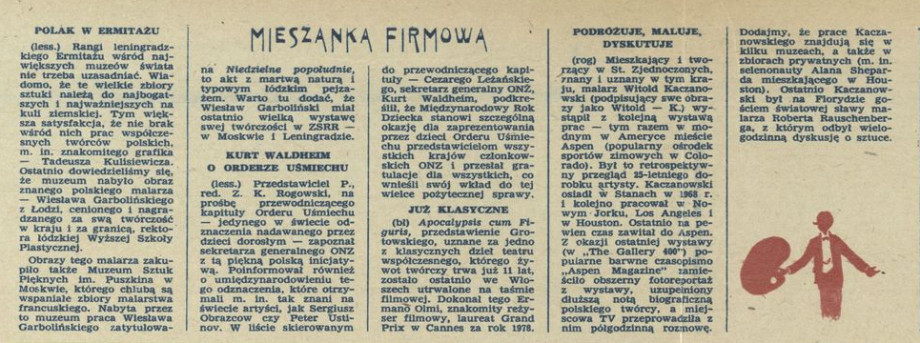 MIESZANKA FIRMOWA
POLAK W ERMITAŻU
(less.) Rangi leningradz-
kiego Ermitażu wśród naj-
większych muzeów świata
nie trzeba uzasadniać. Wia-
domo, że te wielkie zbiory
sztuki należą do najbogat-
szych i najważniejszych na
kuli ziemskiej. Tym więk-
sza satysfakcja, że nie brak
wśród nich prac współcze-
snych twórców polskich,
m. in. znakomitego grafika
— Tadeusza Kulisiewicza.
Ostatnio dowiedzieliśmy się,
że muzeum nabyło obraz
znanego polskiego malarza
— Wiesława Garbolińskiego
z Łodzi, cenionego i nagra-
dzanego za swą twórczość
w kraju i za granicą, rekto-
ra łódzkiej Wyższej Szkoły
Plastycznej.
Obrazy tego malarza zaku-
piło także Muzeum Sztuk
Pięknych im. Puszkina w
Moskwie, którego chlubą są
wspaniałe zbiory malarstwa
francuskiego. Nabyta przez
to muzeum praca Wiesława
Garbolińskiego zatytułowa-
na Niedzielne popołudnie,
to akt z martwą naturą i
typowym łódzkim pejza-
żem. Warto tu dodać, że
Wiesław Garboliński miał
ostatnio wielką wystawę
swej twórczości w ZSRR —
w Moskwie i Leningradzie.
KURT WALDHEIM
O ORDERZE UŚMIECHU
(less.) Przedstawiciel P.,
red. Z. K. Rogowski, na
prośbę przewodniczącego
kapituły Orderu Uśmiechu
— jedynego w świecie od-
znaczenia nadawanego przez
dzieci dorosłym — zapoznał
sekretarza generalnego ONZ
z tą piękną polską inicjaty-
wą. Poinformował również
o umiędzynarodowieniu te-
go odznaczenia, które otrzy-
mali m. in. tak znani na
świecie artyści, jak Sergiusz
Obrazcow czy Peter Usti-
nov. W liście skierowanym
do przewodniczącego kapi-
tuły — Cezarego Leżeńskie-
go, sekretarz generalny ONZ,
Kurt Waldheim, podkre-
ślił, że Międzynarodowy Rok
Dziecka stanowi szczególną
okazję dla zaprezentowania
przez dzieci Orderu Uśmie-
chu przedstawicielom wszy-
stkich krajów członkow-
skich ONZ i przesłał gra-
tulacje dla wszystkich, co
wnieśli swój wkład do tej
wielce pożytecznej sprawy.
JUŻ KLASYCZNE
(bl) Apocalypsis cum Fi-
guris, przedstawienie Gro-
towskiego, uznane za jedno
z klasycznych dzieł teatru
współczesnego, którego ży-
wot twórczy trwa już 11 lat,
zostało ostatnio we Wło-
szech utrwalone na taśmie
filmowej. Dokonał tego Er-
manno Olmi, znakomity reży-
ser filmowy, laureat Grand
Prix w Cannes za rok 1978.
PODRÓŻUJE, MALUJE,
DYSKUTUJE
(rog) Mieszkający i two-
rzący w St. Zjednoczonych,
znany i uznany w tym kra-
ju, malarz Witold Kaczano-
wski (podpisujący swe obra-
zy jako Witold — K.) wy-
stąpił z kolejną wystawą
prac — tym razem w mo-
dnym w Ameryce mieście
Aspen (popularny ośrodek
sportów zimowych w Colo-
rado). Był to retrospektyw-
ny przegląd 25-letniego do-
robku artysty. Kaczanowski
osiadł w Stanach w 1968 r.
i kolejno pracował w No-
wym Jorku, Los Angeles i
w Houston. Ostatnio na pe-
wien czas zawitał do Aspen.
Z okazji ostatniej wystawy
(w „The Gallery 400") po-
pularne barwne czasopismo
„Aspen Magazine" zamie-
ściło obszerny fotoreportaż
z wystawy, uzupełniony
dłuższą notą biograficzną
polskiego twórcy, a miej-
scowa TV przeprowadziła z
nim półgodzinną rozmowę.
Dodajmy, że prace Kacza-
nowskiego znajdują się w
kilku muzeach, a także w
zbiorach prywatnych (m. in.
selenonauty Alana Shepar-
da mieszkającego w Hou-
ston). Ostatnio Kaczanow-
ski był na Florydzie go-
ściem światowej sławy ma-
larza Roberta Rauschenber-
ga, z którym odbył wielo-
godzinną dyskusję o sztuce.